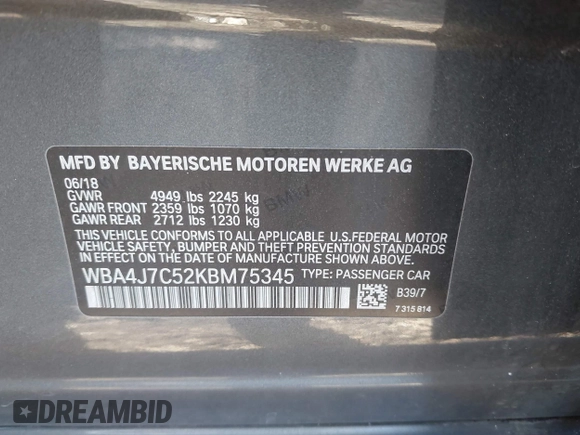 MFD BY BAYERISCHE MOTOREN WERKE AG
06/18
GVWR 4949 lbs 2245 kg
GAWR FRONT 2359 lbs 1070 kg
GAWR REAR 2712 lbs 1230 kg
THIS VEHICLE CONFORMS TO ALL APPLICABLE U.S.FEDERAL MOTOR
VEHICLE SAFETY, BUMPER AND THEFT PREVENTION STANDARDS
IN EFFECT ON THE DATE OF MANUFACTURE SHOWN ABOVE.
WBA4J7C52KBM75345 TYPE: PASSENGER CAR
B39/7
7 315 814
DREAMBID